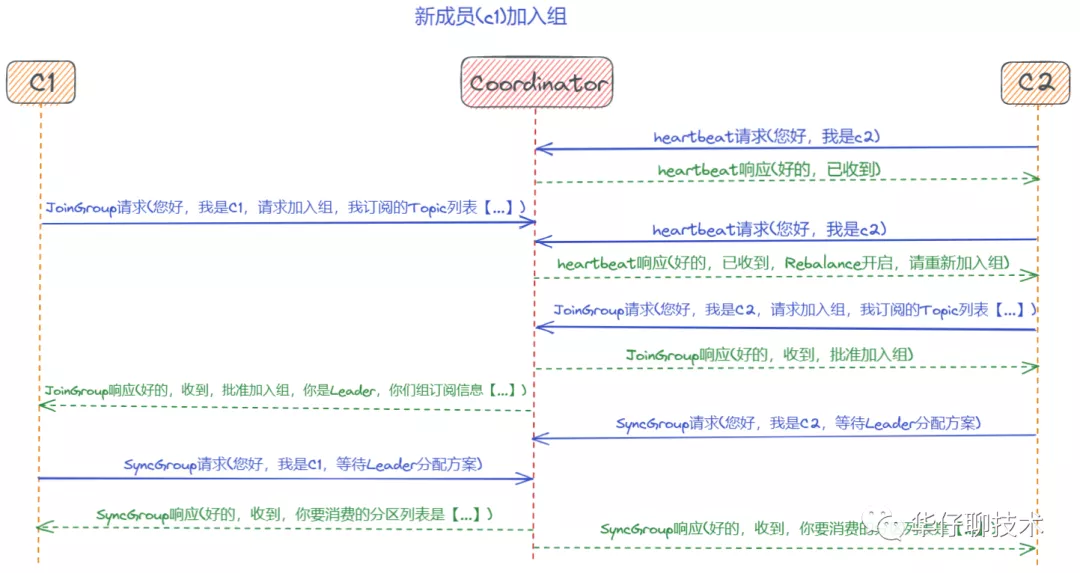 新成员(c1)加入组
C1
Coordinator
C2
heartbeat请求(您好，我是c2)
heartbeat响应(好的，已收到)
JoinGroup请求(您好，我是C1，请求加入组，我订阅的Topic列表【...】)
heartbeat请求(您好，我是c2)
heartbeat响应(好的，已收到，Rebalance开启，请重新加入组)
JoinGroup请求(您好，我是C2，请求加入组，我订阅的Topic列表【...】)
JoinGroup响应(好的，收到，批准加入组)
JoinGroup响应(好的，收到，批准加入组，你是Leader，你们组订阅信息【...】)
SyncGroup请求(您好，我是C2，等待Leader分配方案)
SyncGroup请求(您好，我是C1，等待Leader分配方案)
SyncGroup响应(好的，收到，你要消费的分区列表是【...】)
SyncGroup响应(好的，收到，你要消费的
华仔聊技术